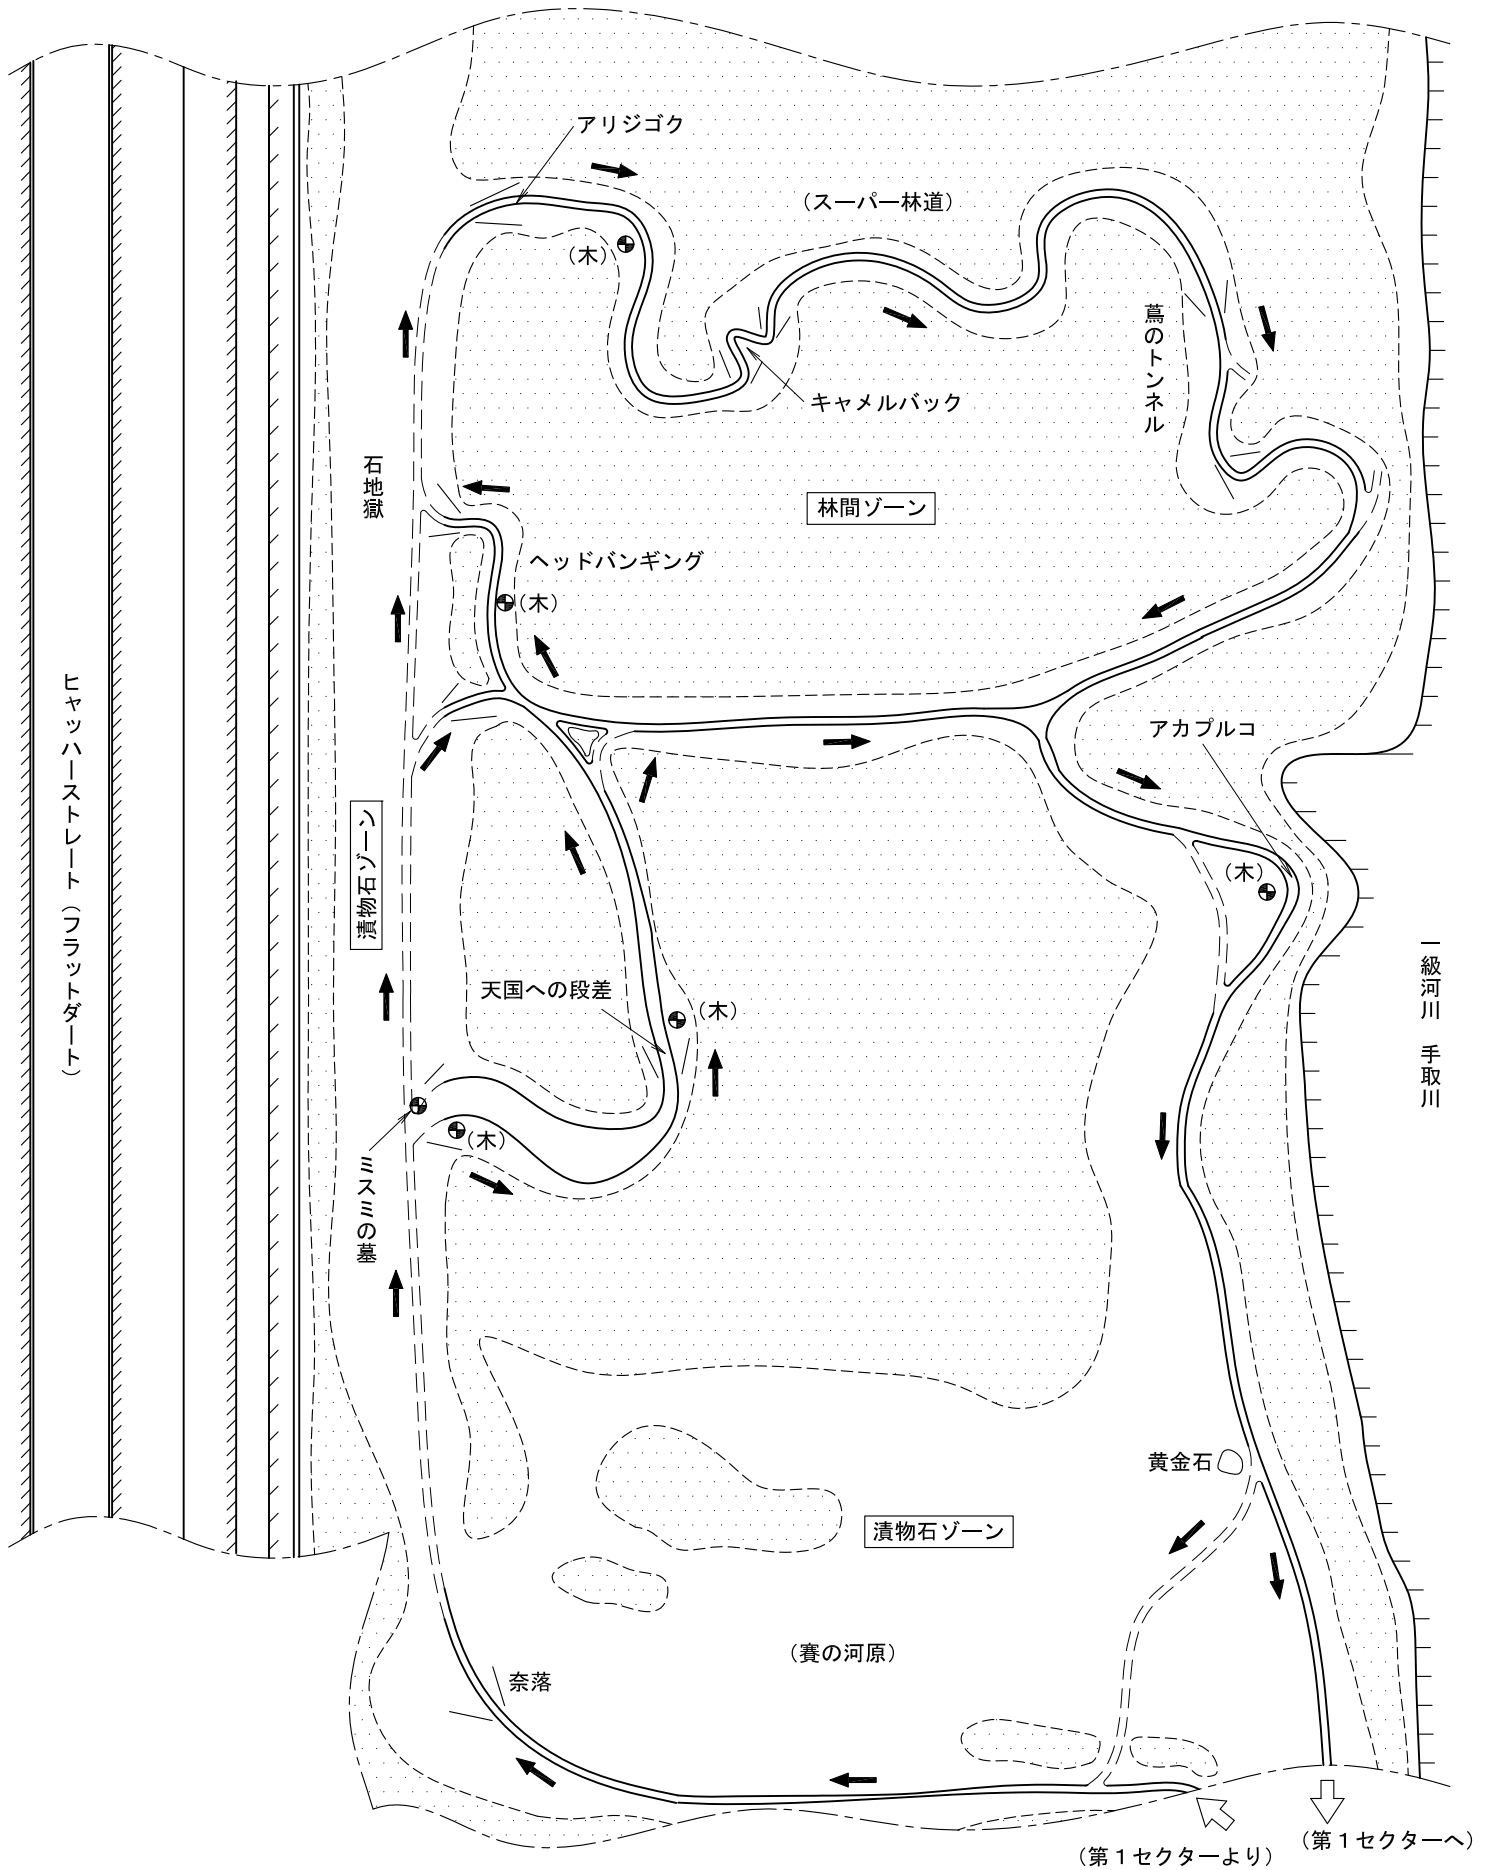 アリジゴク
(スーパー林道)
(木)
蔦のトンネル
キャメルバック
石地獄
林間ゾーン
ヘッドバンギング
(木)
ヒャッハーストレート(フラットダート)
アカプルコ
漬物石ゾーン
(木)
一級河川 手取川
天国への段差
(木)
(木)
ミスミの墓
黄金石
漬物石ゾーン
(賽の河原)
奈落
(第1セクターより)
(第1セクターへ)